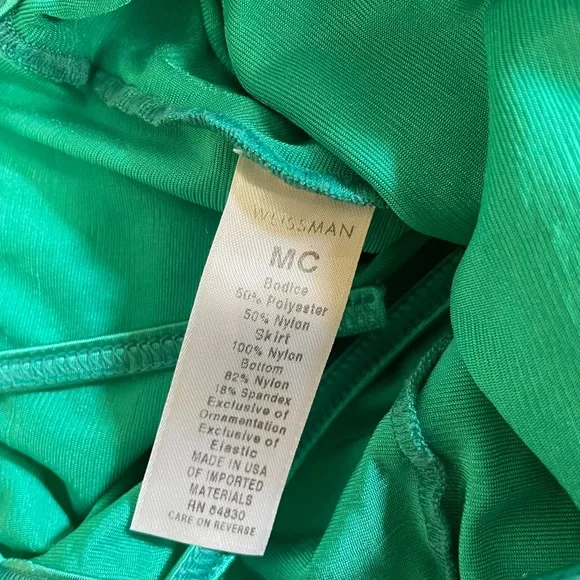 WEISSMAN
MC
Bodice
50% Polyester
50% Nylon
Skirt
100% Nylon
Bottom
82% Nylon
18% Spandex
Exclusive of
Ornamentation
Exclusive of
Elastic
MADE IN USA
OF IMPORTED
MATERIALS
RN 64830
CARE ON REVERSE